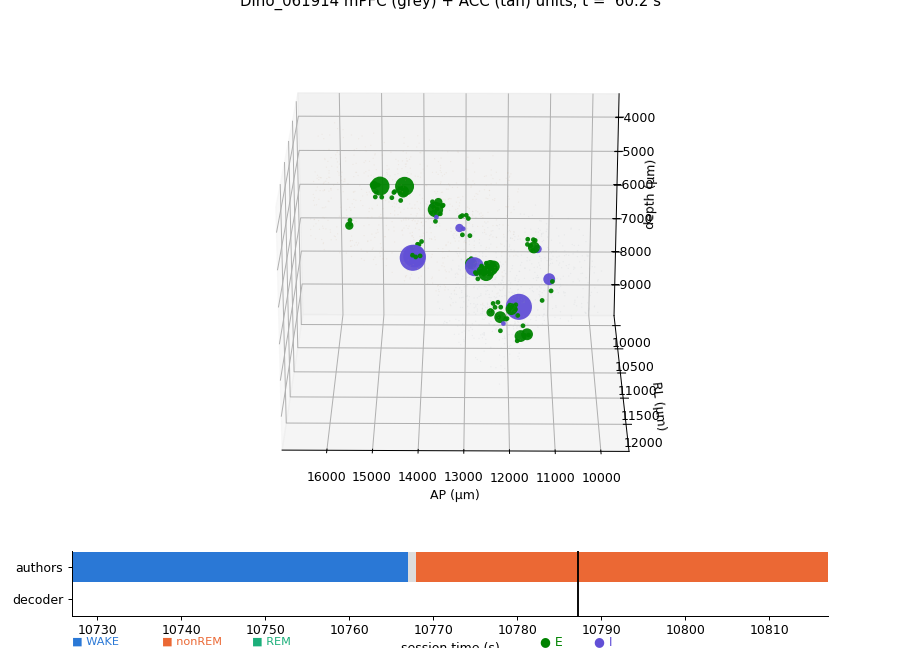 Dino_061914 mPFC (grey) + ACC (tan) units, t = 60.2 s
4000
5000
6000
7000
8000
9000
depth (µm)
10000
10500
11000
11500
12000
(µm)
16000 15000 14000 13000 12000 11000 10000
AP (µm)
authors
decoder
10730 10740 10750 10760 10770 10780 10790 10800 10810
session time (s)
WAKE nonREM REM E I